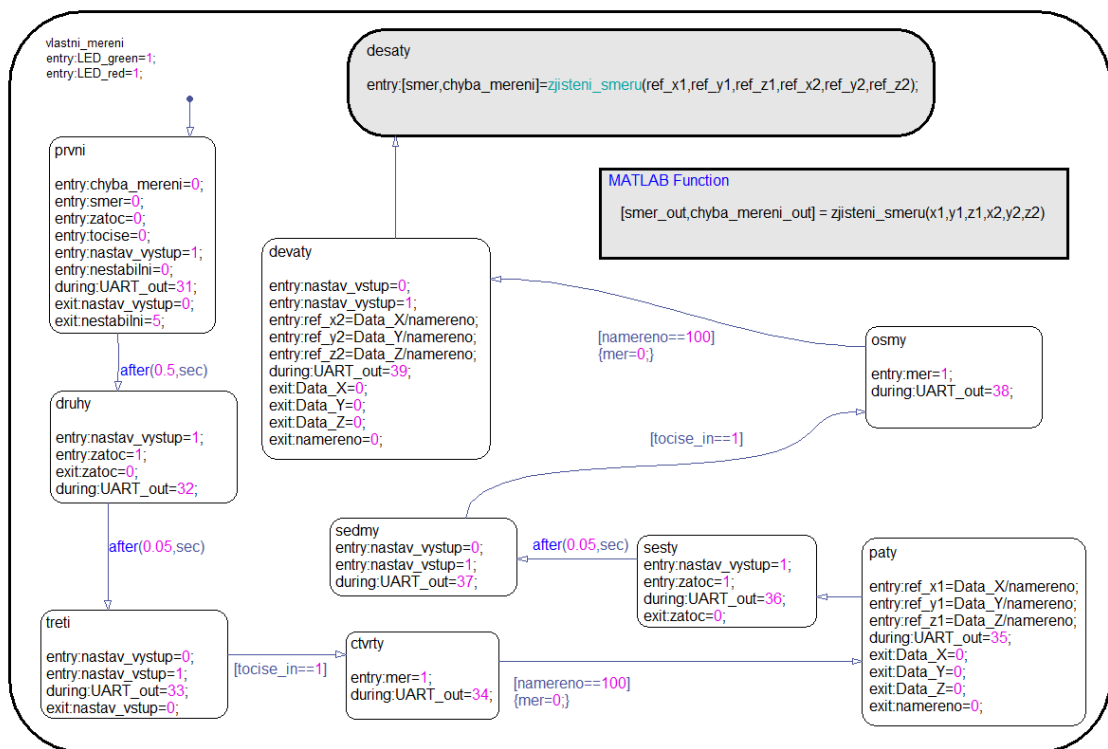 vlastni_mereni
entry:LED_green=1;
entry:LED_red=1;
desaty
entry:[smer,chyba_mereni]=zjisteni_smeru(ref_x1,ref_y1,ref_z1,ref_x2,ref_y2,ref_z2);
MATLAB Function
[smer_out,chyba_mereni_out] = zjisteni_smeru(x1,y1,z1,x2,y2,z2)
prvni
entry:chyba_mereni=0;
entry:smer=0;
entry:zatoc=0;
entry:tocise=0;
entry:nastav_vystup=1;
entry:nestabilni=0;
during:UART_out=31;
exit:nastav_vystup=0;
exit:nestabilni=5;
after(0.5,sec)
druhy
entry:nastav_vystup=1;
entry:zatoc=1;
exit:zatoc=0;
during:UART_out=32;
after(0.05,sec)
treti
entry:nastav_vystup=0;
entry:nastav_vstup=1;
during:UART_out=33;
exit:nastav_vstup=0;
[tocise_in==1]
ctvrty
entry:mer=1;
during:UART_out=34;
[namereno==100]
{mer=0;}
paty
entry:ref_x1=Data_X/namereno;
entry:ref_y1=Data_Y/namereno;
entry:ref_z1=Data_Z/namereno;
during:UART_out=35;
exit:Data_X=0;
exit:Data_Y=0;
exit:Data_Z=0;
exit:namereno=0;
sesty
entry:nastav_vystup=1;
entry:zatoc=1;
during:UART_out=36;
exit:zatoc=0;
after(0.05,sec)
sedmy
entry:nastav_vystup=0;
entry:nastav_vstup=1;
during:UART_out=37;
[tocise_in==1]
osmy
entry:mer=1;
during:UART_out=38;
[namereno==100]
{mer=0;}
devaty
entry:nastav_vstup=0;
entry:nastav_vystup=1;
entry:ref_x2=Data_X/namereno;
entry:ref_y2=Data_Y/namereno;
entry:ref_z2=Data_Z/namereno;
during:UART_out=39;
exit:Data_X=0;
exit:Data_Y=0;
exit:Data_Z=0;
exit:namereno=0;